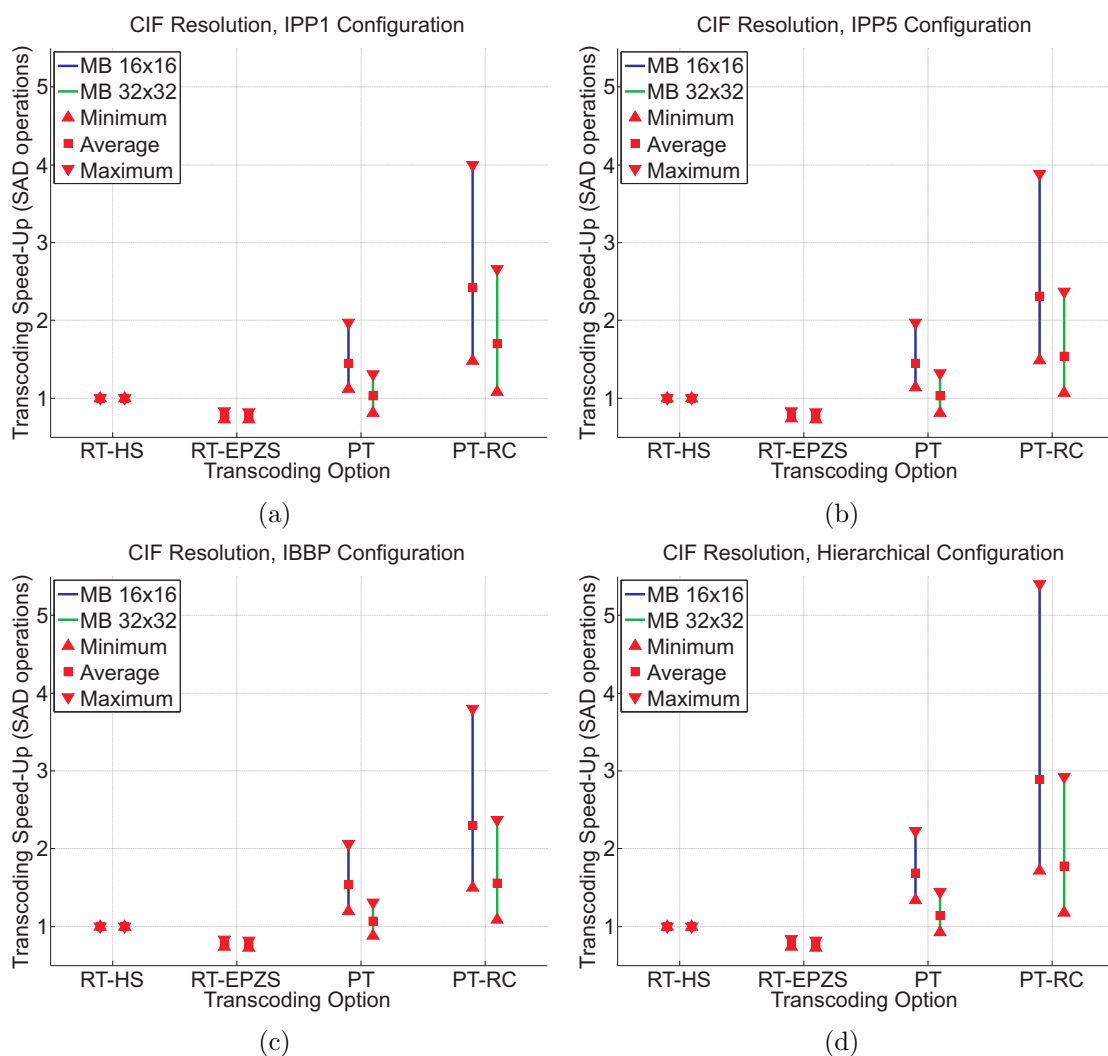 CIF Resolution, IPP1 Configuration
Transcoding Speed-Up (SAD operations)
5
4
3
2
1
MB 16x16
MB 32x32
Minimum
Average
Maximum
RT-HS RT-EPZS PT PT-RC
Transcoding Option
(a)
CIF Resolution, IPP5 Configuration
Transcoding Speed-Up (SAD operations)
5
4
3
2
1
MB 16x16
MB 32x32
Minimum
Average
Maximum
RT-HS RT-EPZS PT PT-RC
Transcoding Option
(b)
CIF Resolution, IBBP Configuration
Transcoding Speed-Up (SAD operations)
5
4
3
2
1
MB 16x16
MB 32x32
Minimum
Average
Maximum
RT-HS RT-EPZS PT PT-RC
Transcoding Option
(c)
CIF Resolution, Hierarchical Configuration
Transcoding Speed-Up (SAD operations)
5
4
3
2
1
MB 16x16
MB 32x32
Minimum
Average
Maximum
RT-HS RT-EPZS PT PT-RC
Transcoding Option
(d)